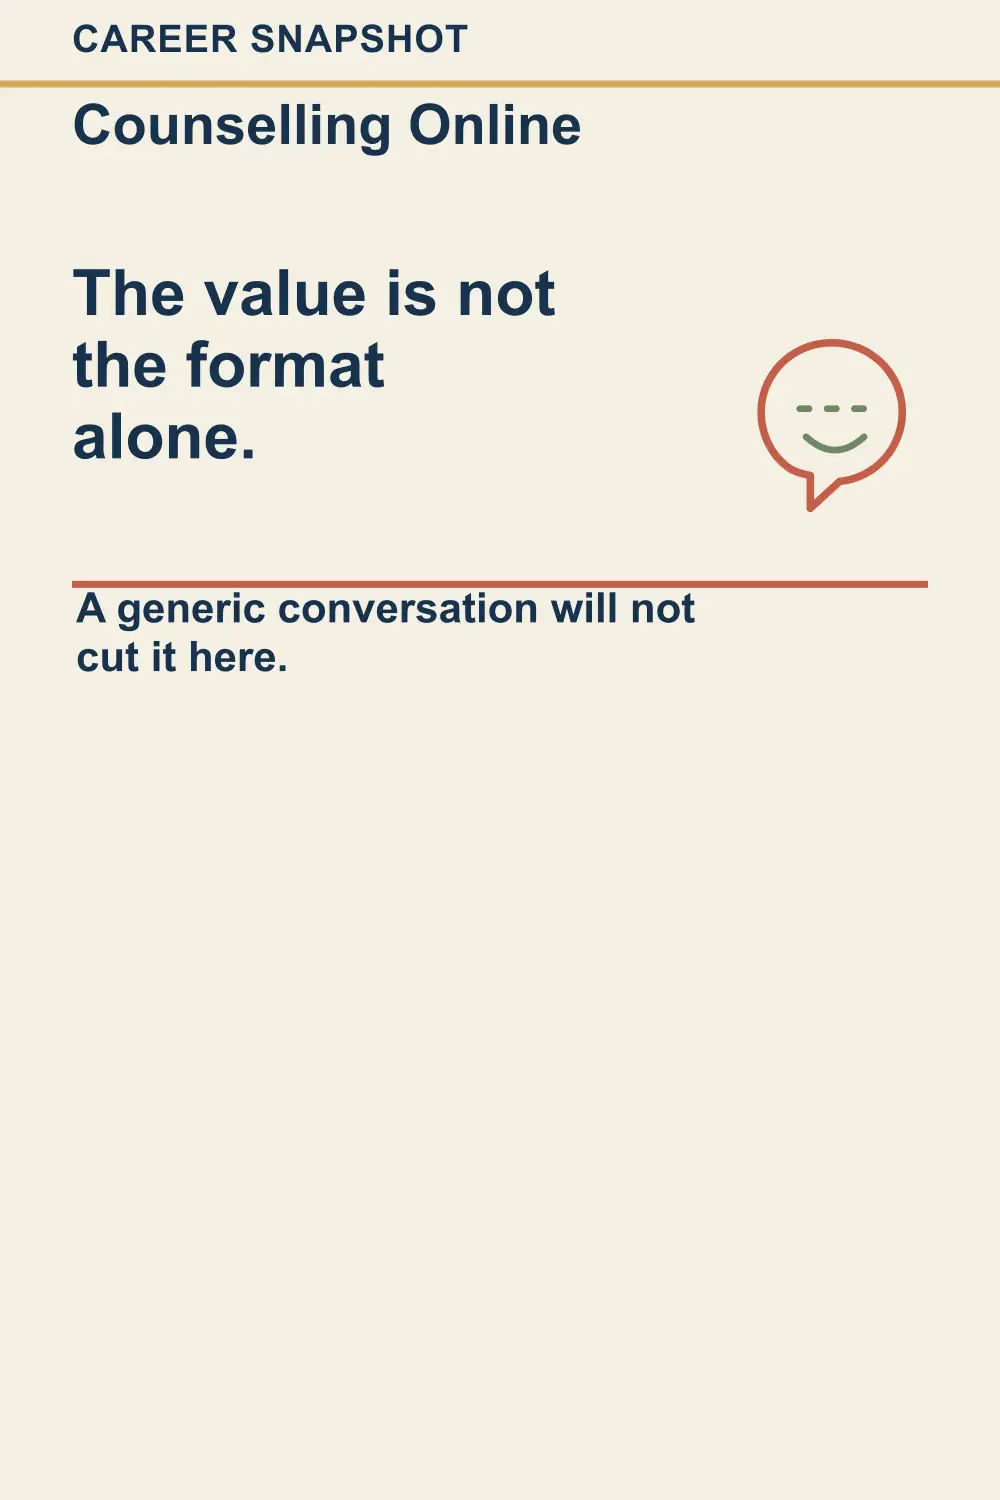 CAREER SNAPSHOT
Counselling Online
The value is not
the format
alone.
A generic conversation will not
cut it here.